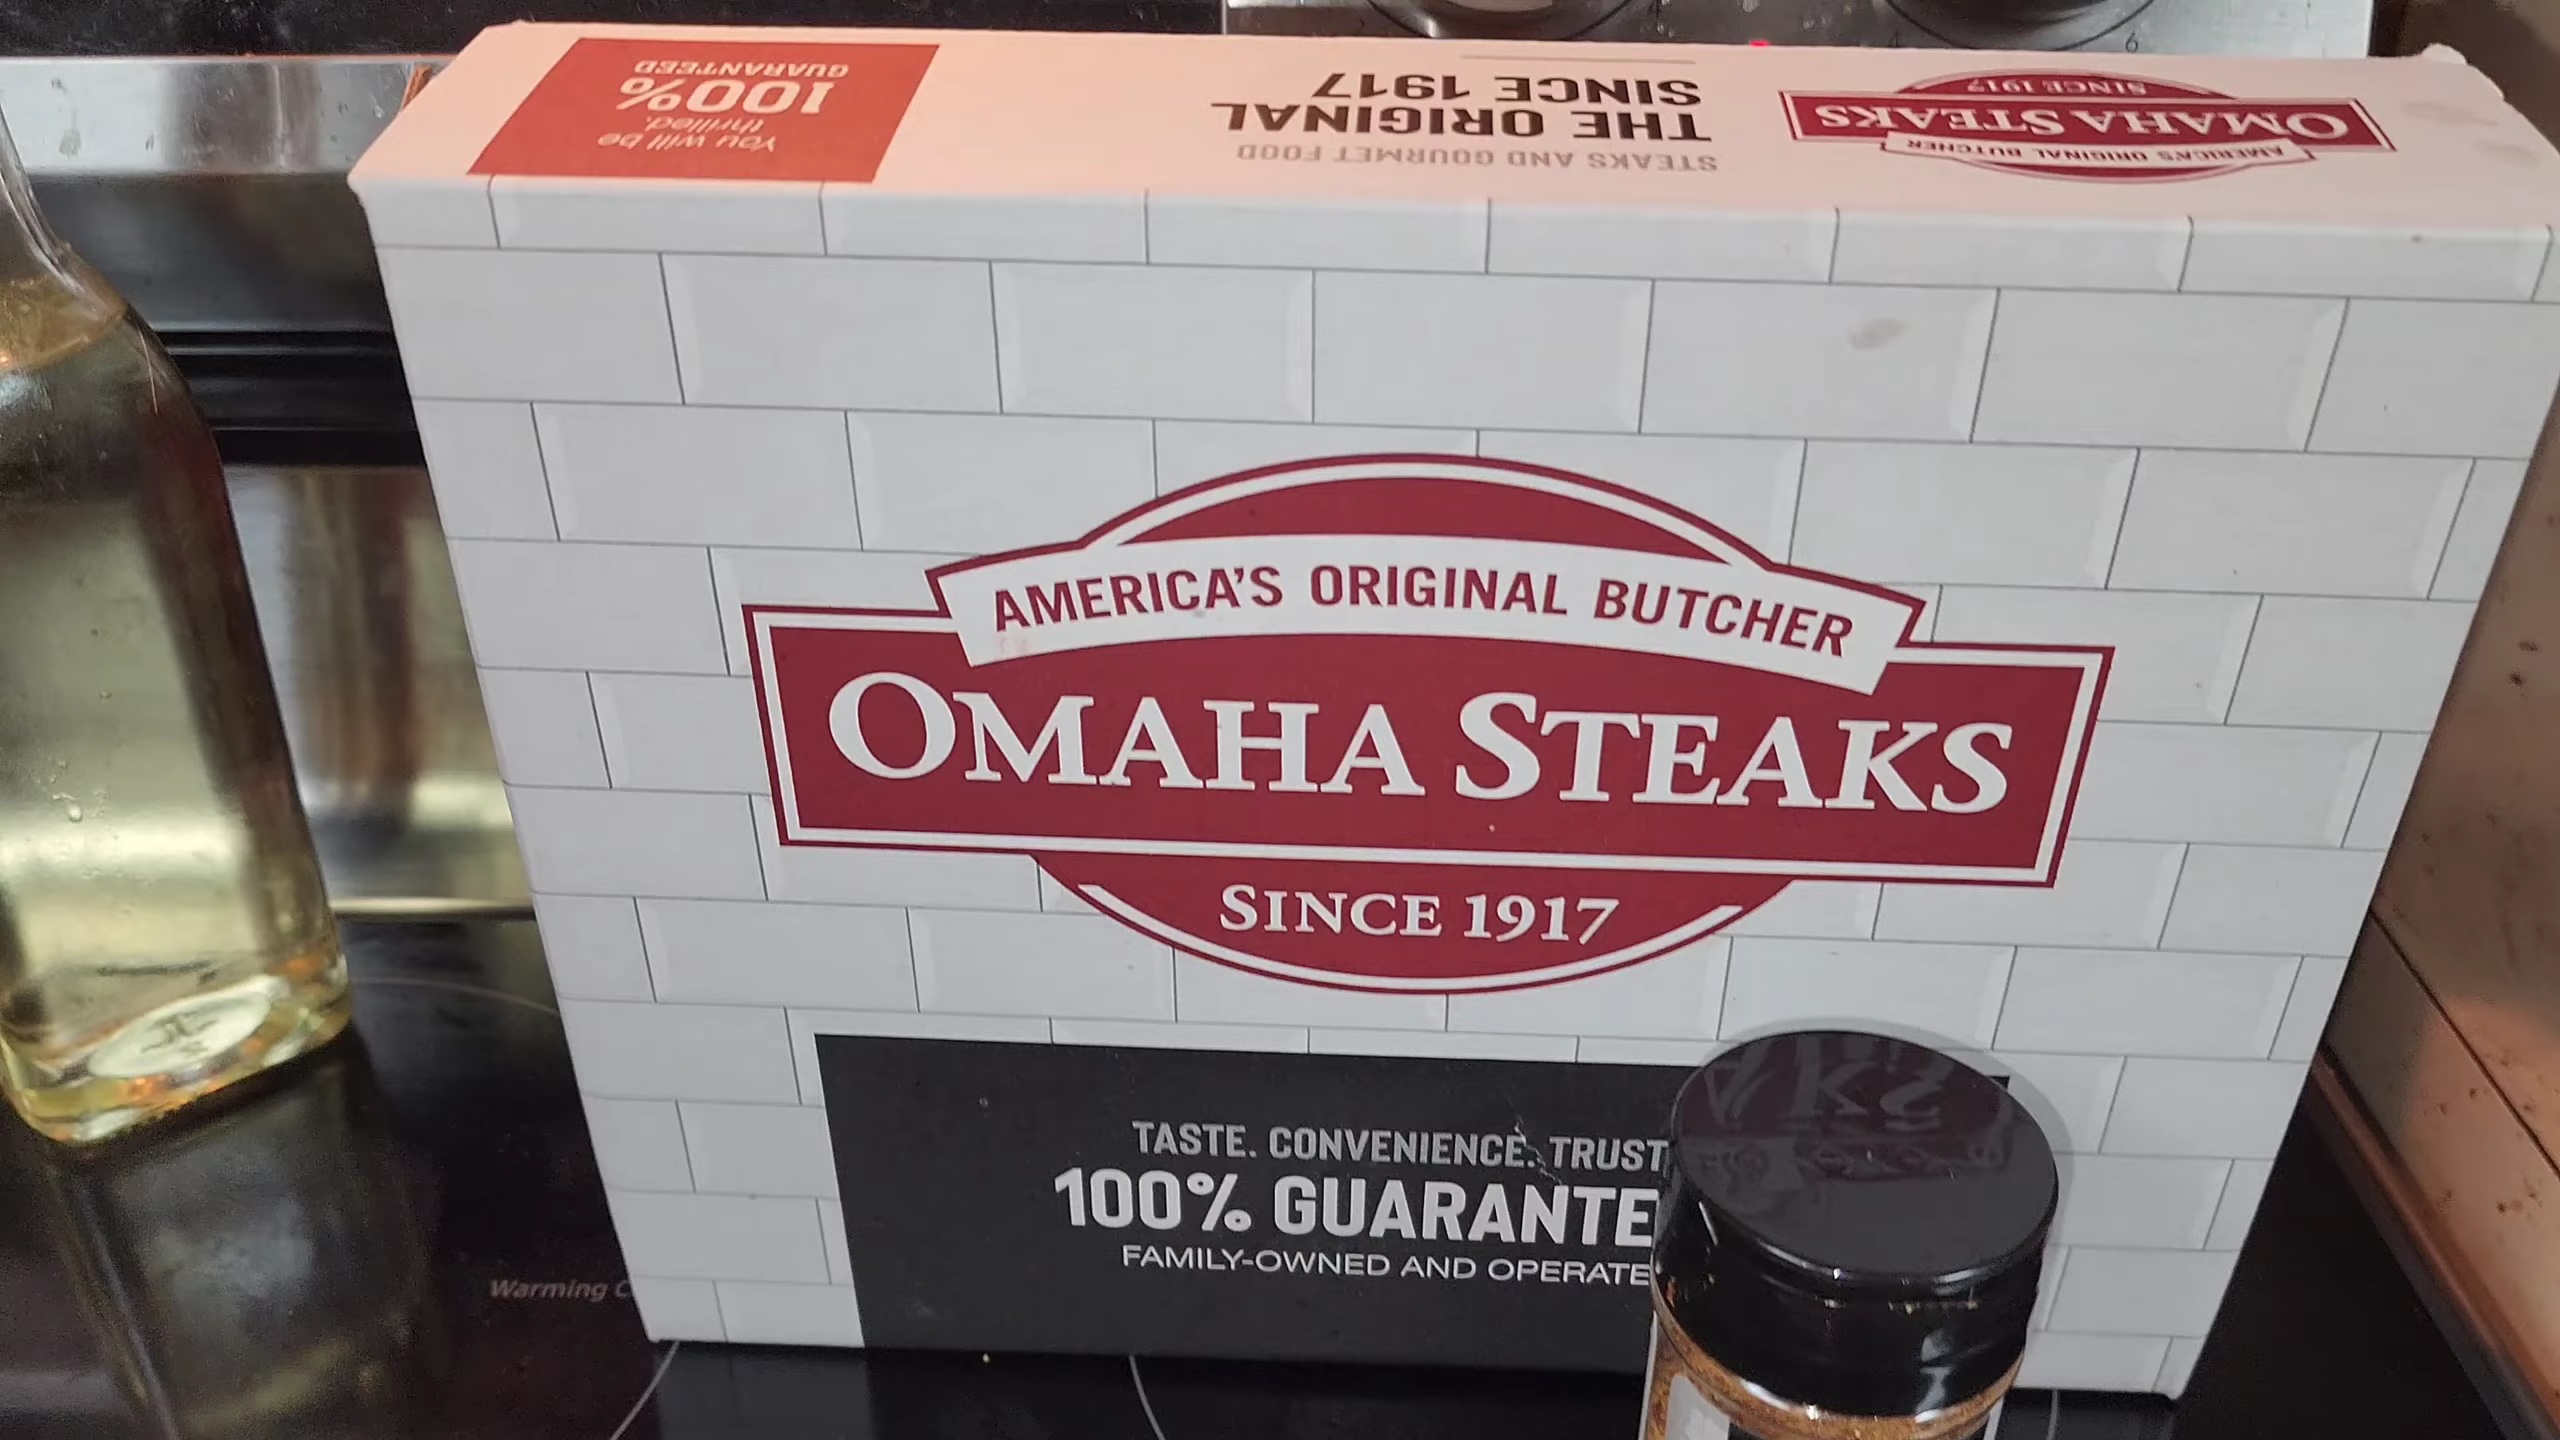 You will be
thrilled.
100%
GUARANTEED
STEAKS AND GOURMET FOOD
THE ORIGINAL
SINCE 1917
AMERICA'S ORIGINAL BUTCHER
OMAHA STEAKS
SINCE 1917
AMERICA'S ORIGINAL BUTCHER
OMAHA STEAKS
SINCE 1917
TASTE. CONVENIENCE. TRUST
100% GUARANTE
FAMILY-OWNED AND OPERATE
Warming C
6